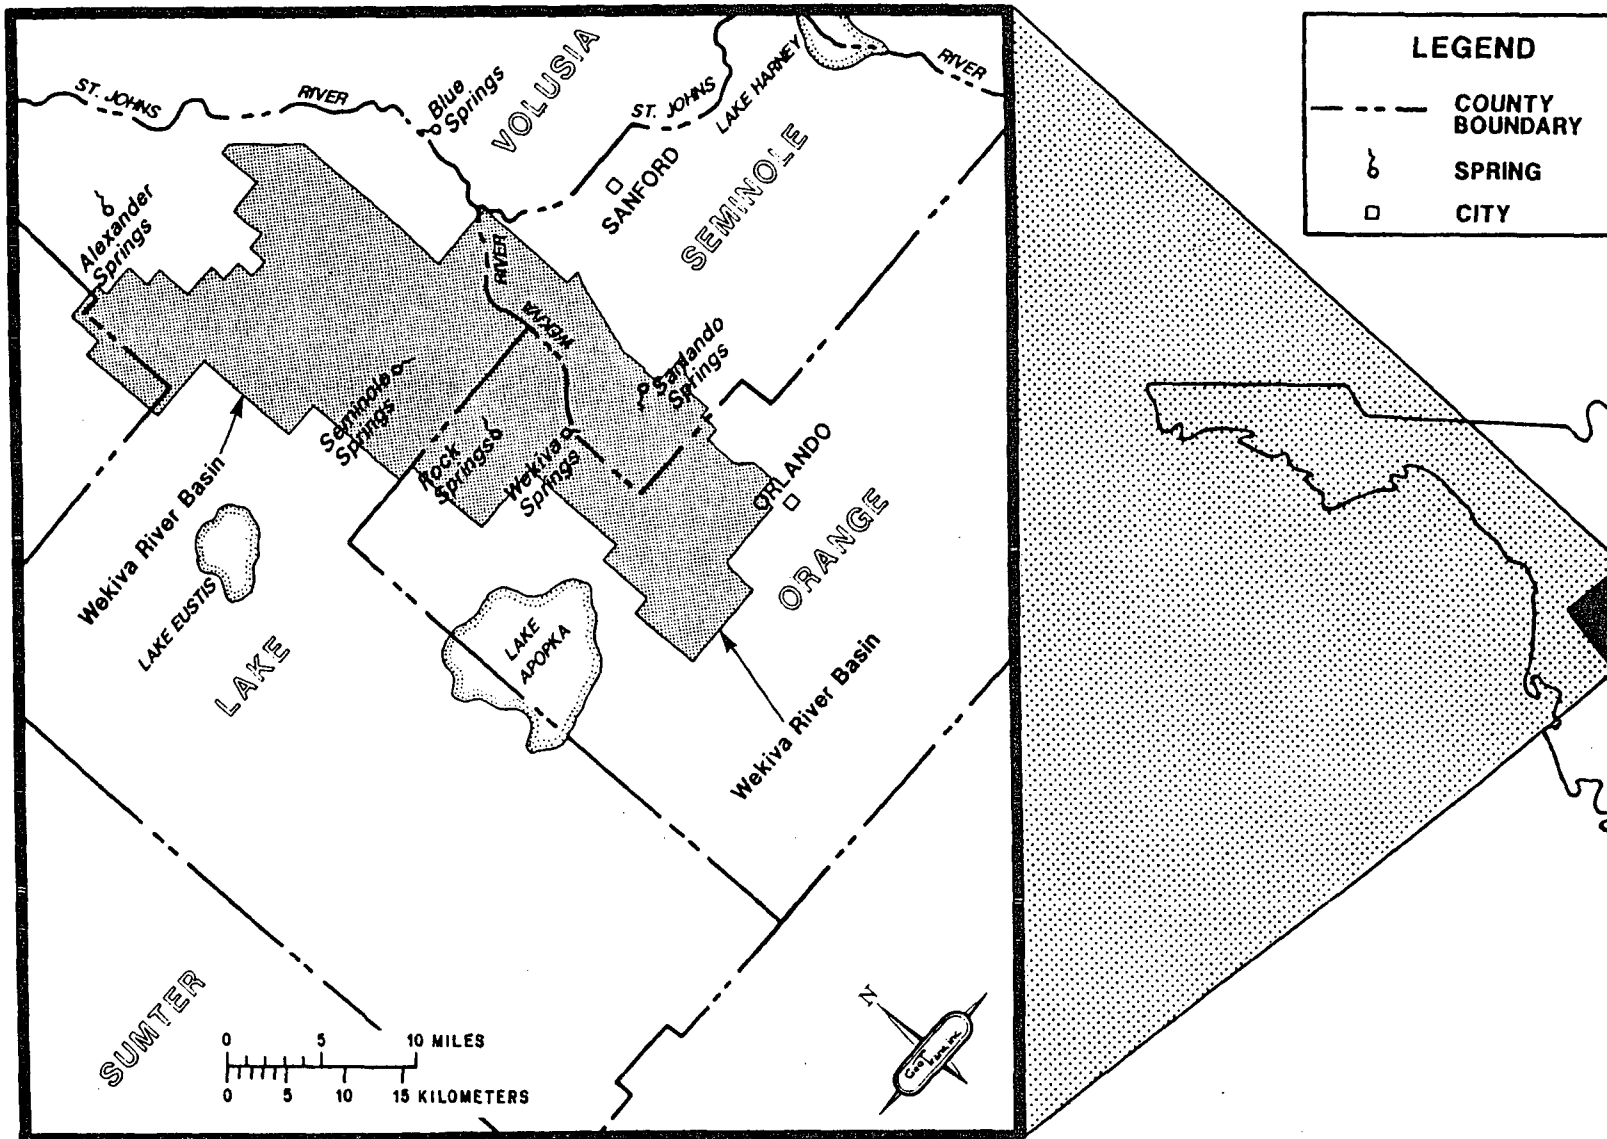 ST. JOHNS
RIVER
Blue
Springs
VOLUSIA
ST. JOHNS
LAKE HARNEY
RIVER
SANFORD
SEMINOLE
Alexander
Springs
RIVER
WEKIVA
Sanlando
Springs
Seminole
Springs
Rock
Springs
Wekiva
Springs
ORLANDO
ORANGE
Wekiva River Basin
LAKE EUSTIS
LAKE
LAKE
APOPKA
Wekiva River Basin
SUMTER
0 5 10 MILES
0 5 10 15 KILOMETERS
N
GeoTrans, inc.
LEGEND
COUNTY
BOUNDARY
SPRING
CITY